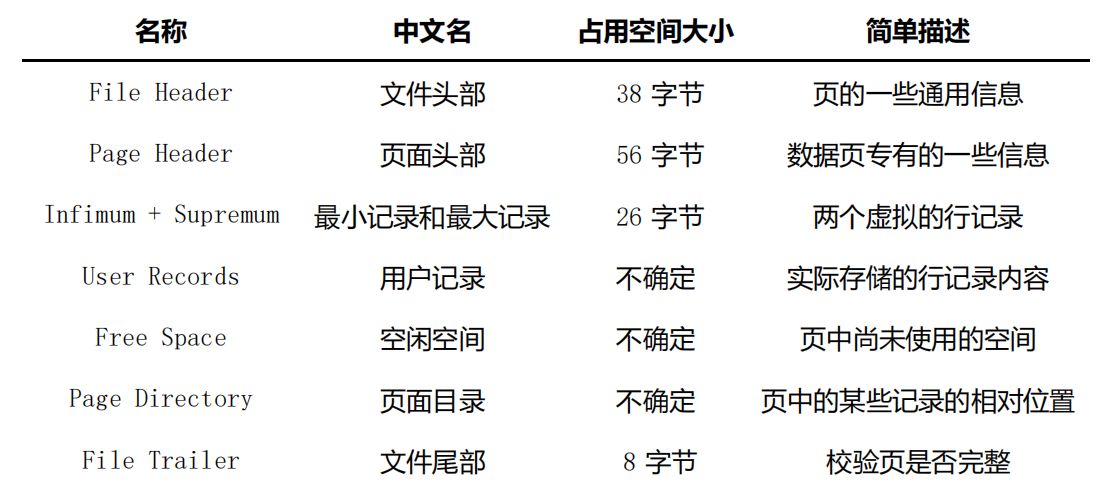 名称 中文名 占用空间大小 简单描述
File Header 文件头部 38 字节 页的一些通用信息
Page Header 页面头部 56 字节 数据页专有的一些信息
Infimum + Supremum 最小记录和最大记录 26 字节 两个虚拟的行记录
User Records 用户记录 不确定 实际存储的行记录内容
Free Space 空闲空间 不确定 页中尚未使用的空间
Page Directory 页面目录 不确定 页中的某些记录的相对位置
File Trailer 文件尾部 8 字节 校验页是否完整